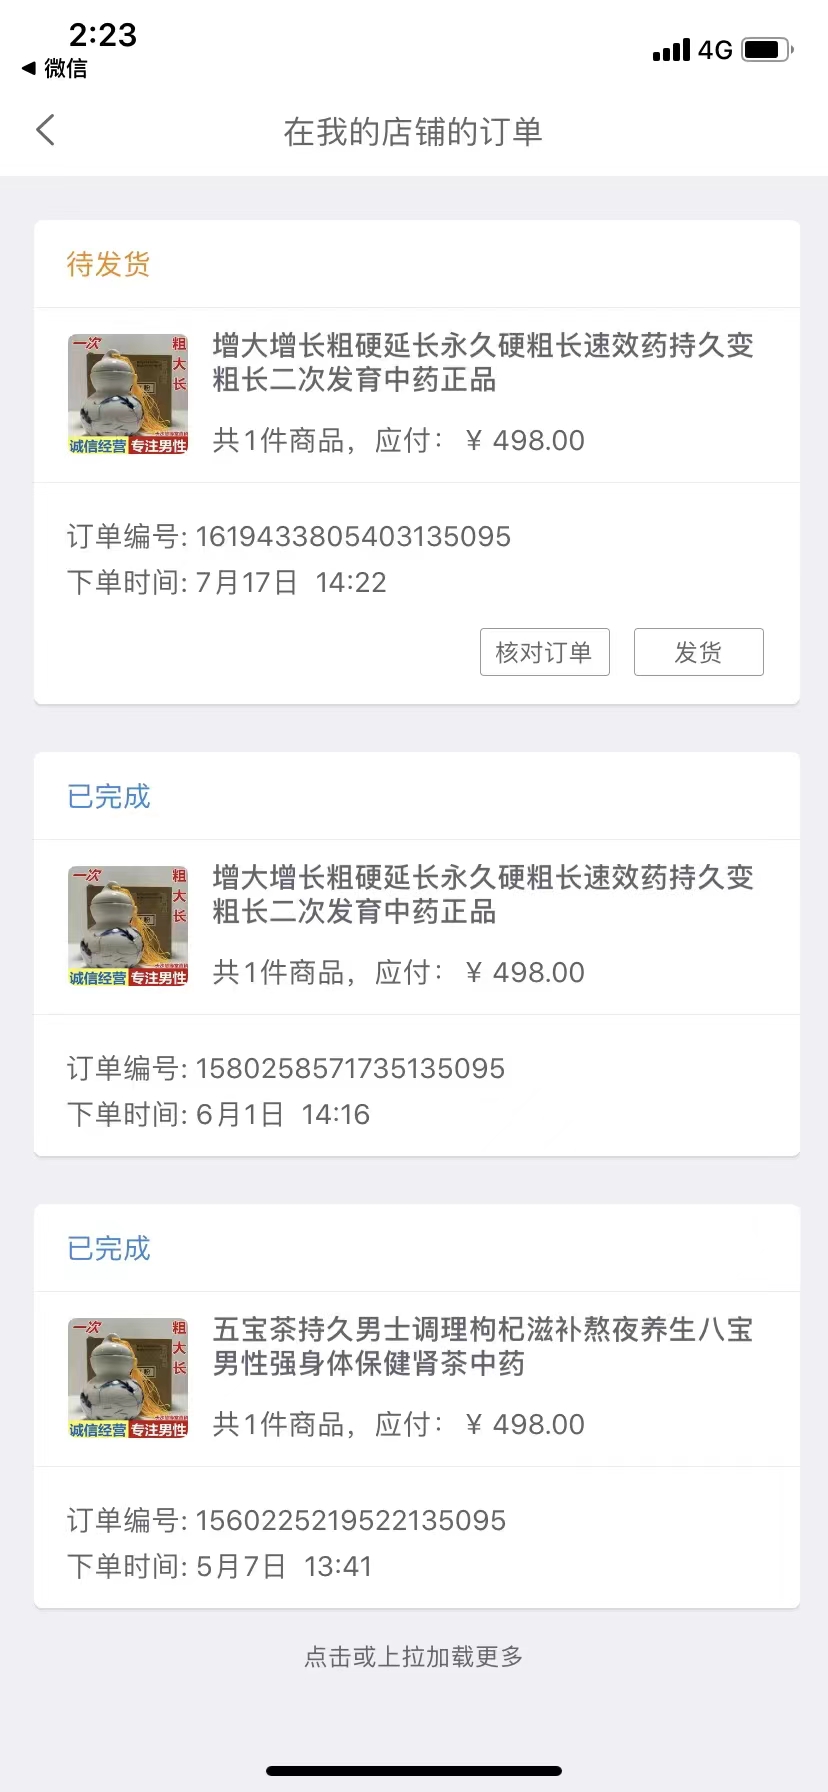 2:23
4G
◀ 微信
在我的店铺的订单
待发货
一次
粗大长
诚信经营 专注男性
增大增长粗硬延长永久硬粗长速效药持久变
粗长二次发育中药正品
共1件商品，应付： ¥ 498.00
订单编号: 1619433805403135095
下单时间: 7月17日 14:22
核对订单 发货
已完成
一次
粗大长
诚信经营 专注男性
增大增长粗硬延长永久硬粗长速效药持久变
粗长二次发育中药正品
共1件商品，应付： ¥ 498.00
订单编号: 1580258571735135095
下单时间: 6月1日 14:16
已完成
一次
粗大长
诚信经营 专注男性
五宝茶持久男士调理枸杞滋补熬夜养生八宝
男性强身体保健肾茶中药
共1件商品，应付： ¥ 498.00
订单编号: 1560225219522135095
下单时间: 5月7日 13:41
点击或上拉加载更多